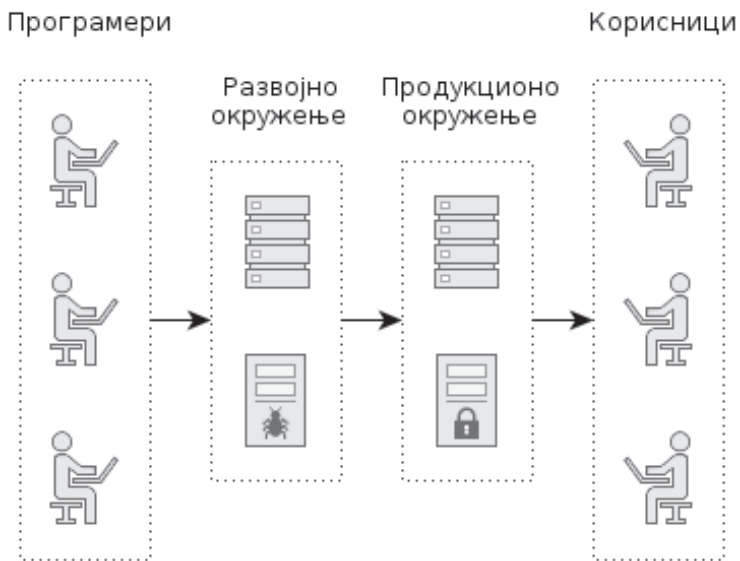 Програмери
Корисници
Развојно
окружење
Продукционо
окружење